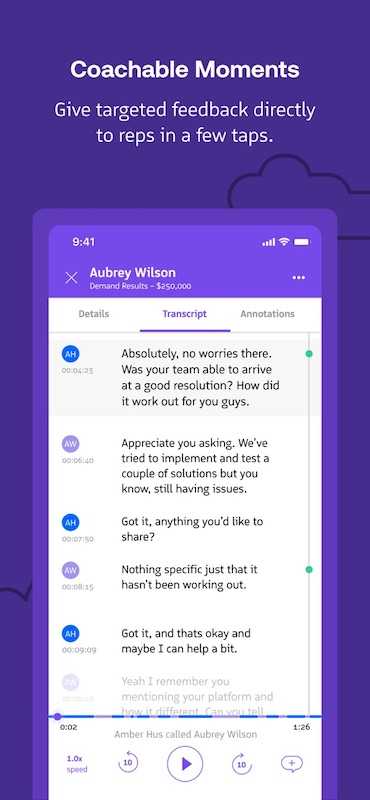 Coachable Moments
Give targeted feedback directly
to reps in a few taps.
9:41
Aubrey Wilson
Demand Results – $250,000
Details
Transcript
Annotations
AH
00:04:23
Absolutely, no worries there.
Was your team able to arrive
at a good resolution? How did
it work out for you guys.
AW
00:06:40
Appreciate you asking. We've
tried to implement and test a
couple of solutions but you
know, still having issues.
AH
00:07:50
Got it, anything you'd like to
share?
AW
00:08:15
Nothing specific just that it
hasn't been working out.
AH
00:09:09
Got it, and thats okay and
maybe I can help a bit.
AW
Yeah I remember you
mentioning your platform and
how it different. Can you tell
0:02
1:26
Amber Hus called Aubrey Wilson
1.0x
speed
10
10